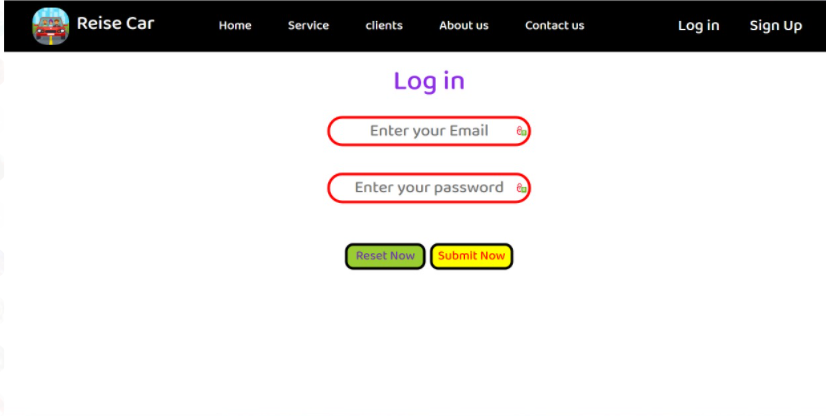 Reise Car Home Service clients About us Contact us Log in Sign Up
Log in
Enter your Email
Enter your password
Reset Now Submit Now